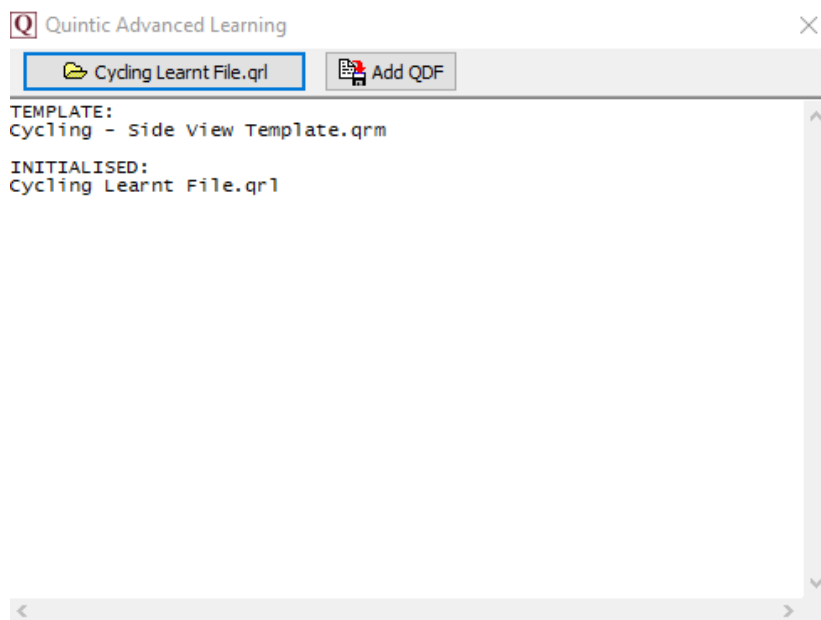 Q Quintic Advanced Learning
Cycling Learnt File.qrl Add QDF
TEMPLATE:
Cycling - Side View Template.qrm
INITIALISED:
Cycling Learnt File.qrl